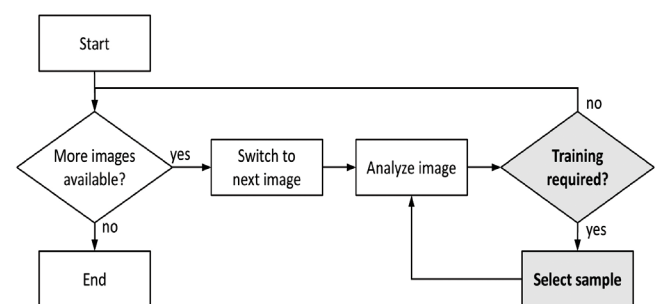 Start
no
More images
available?
yes
Switch to
next image
Analyze image
Training
required?
no
yes
End
Select sample